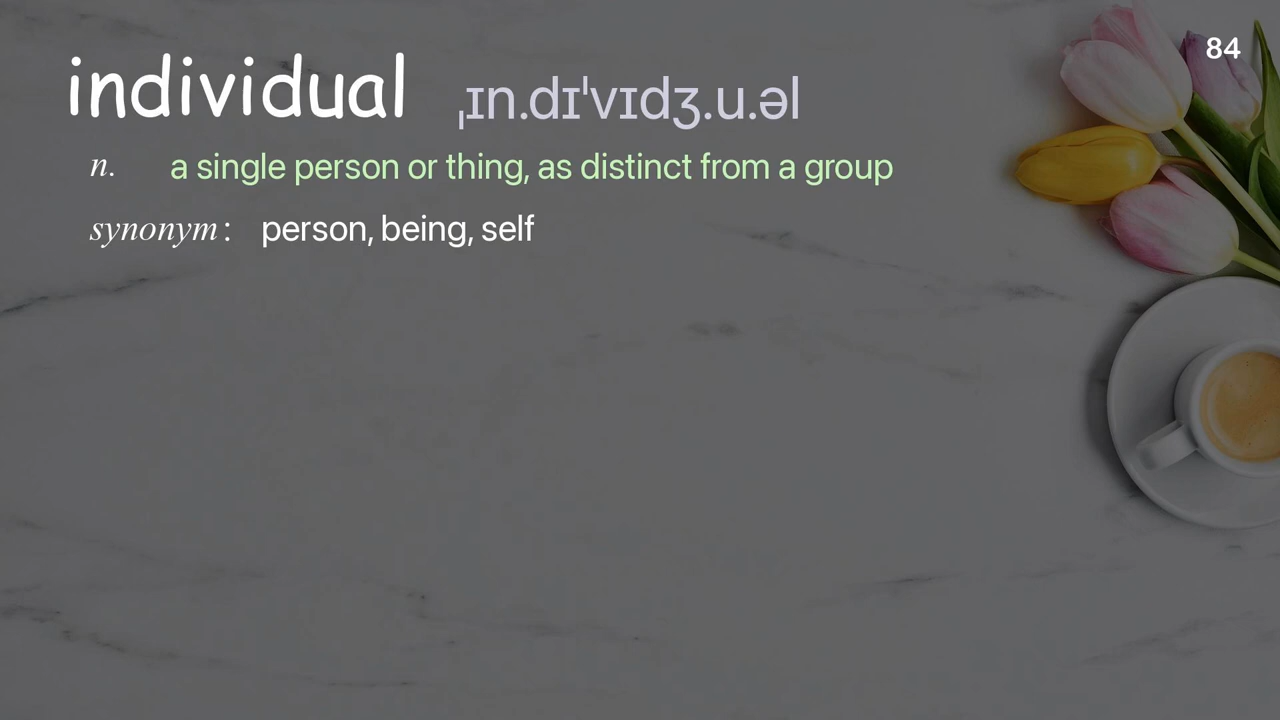 84
individual ˌɪn.dɪˈvɪdʒ.u.əl
n. a single person or thing, as distinct from a group
synonym: person, being, self